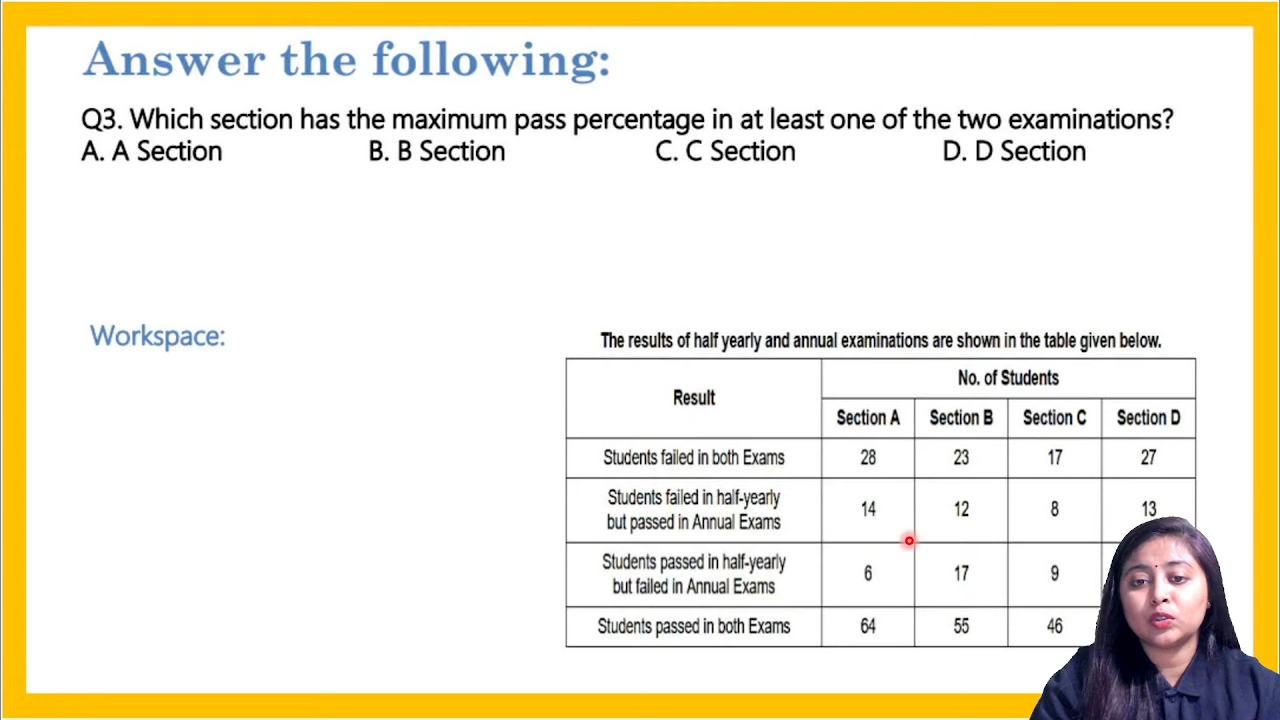 Answer the following:
Q3. Which section has the maximum pass percentage in at least one of the two examinations?
A. A Section B. B Section C. C Section D. D Section
Workspace:
The results of half yearly and annual examinations are shown in the table given below.
Result No. of Students
Section A Section B Section C Section D
Students failed in both Exams 28 23 17 27
Students failed in half-yearly
but passed in Annual Exams 14 12 8 13
Students passed in half-yearly
but failed in Annual Exams 6 17 9
Students passed in both Exams 64 55 46